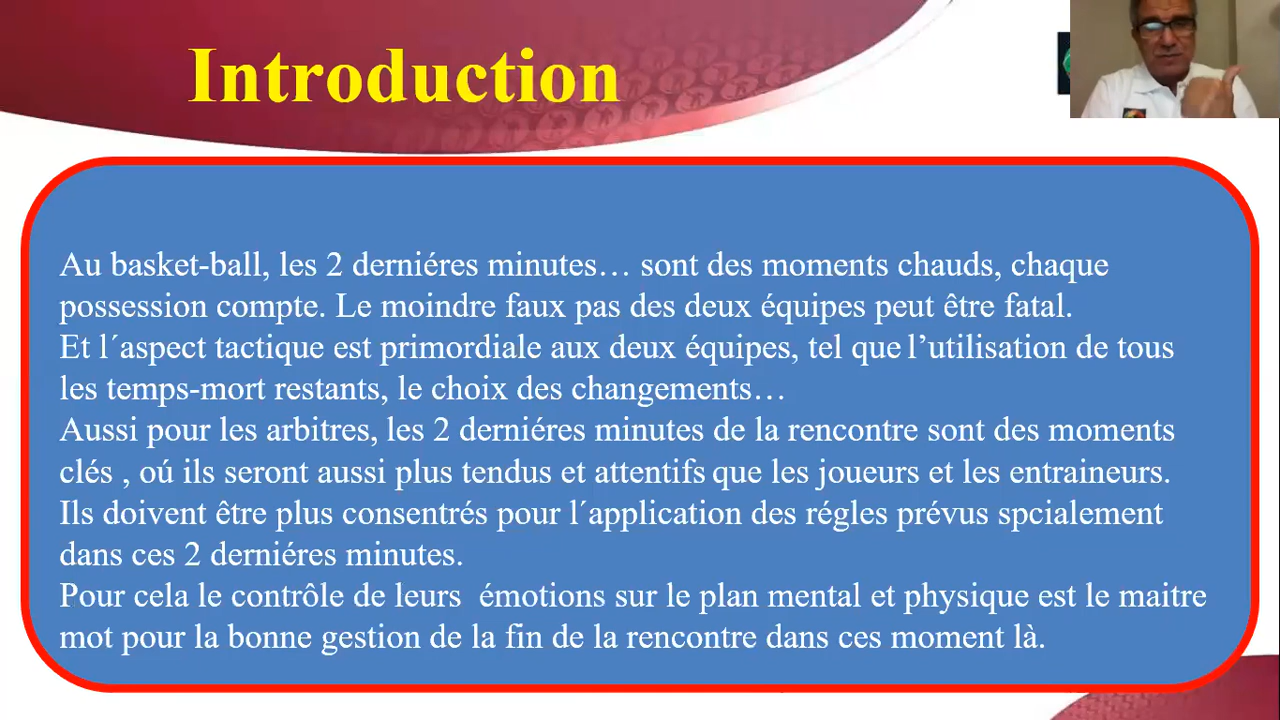 Introduction
Au basket-ball, les 2 derniéres minutes… sont des moments chauds, chaque
possession compte. Le moindre faux pas des deux équipes peut être fatal.
Et l´aspect tactique est primordiale aux deux équipes, tel que l’utilisation de tous
les temps-mort restants, le choix des changements…
Aussi pour les arbitres, les 2 derniéres minutes de la rencontre sont des moments
clés , oú ils seront aussi plus tendus et attentifs que les joueurs et les entraineurs.
Ils doivent être plus consentrés pour l´application des régles prévus spcialement
dans ces 2 derniéres minutes.
Pour cela le contrôle de leurs  émotions sur le plan mental et physique est le maitre
mot pour la bonne gestion de la fin de la rencontre dans ces moment là.